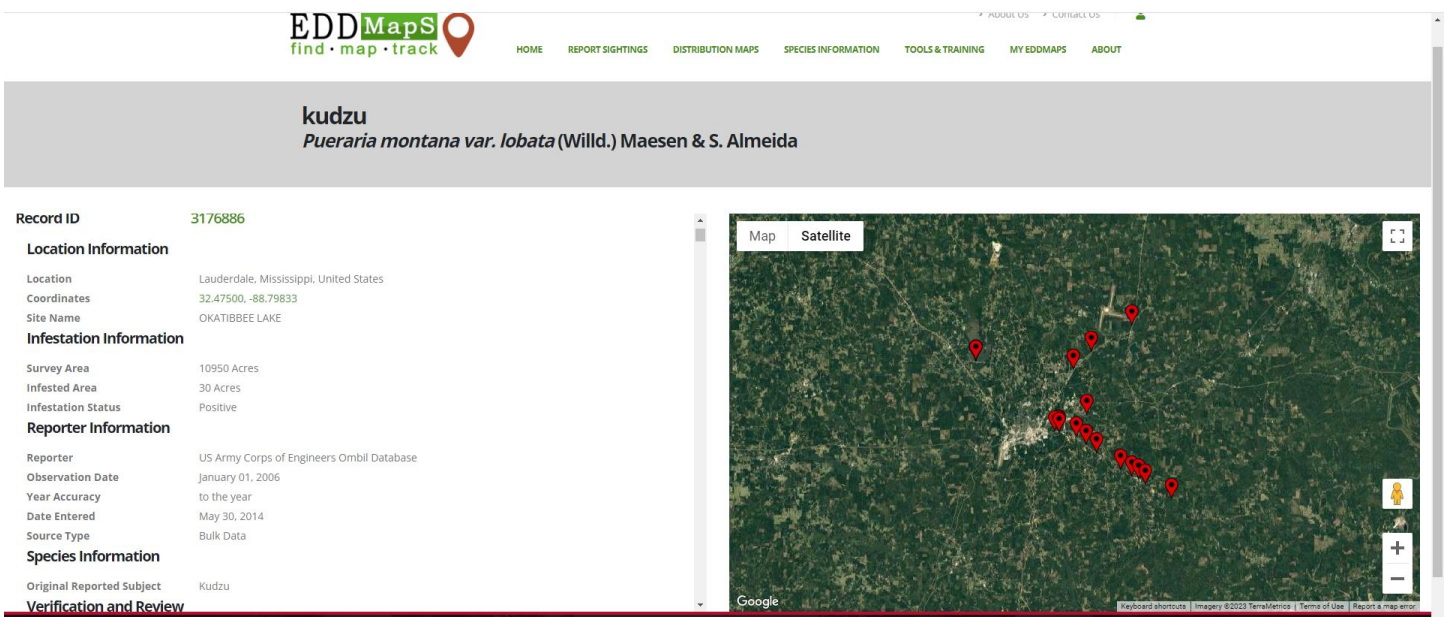 About Us Contact Us
EDDMapS
find · map · track
HOME REPORT SIGHTINGS DISTRIBUTION MAPS SPECIES INFORMATION TOOLS & TRAINING MY EDDMAPS ABOUT
kudzu
Pueraria montana var. lobata (Willd.) Maesen & S. Almeida
Record ID 3176886
Location Information
Location Lauderdale, Mississippi, United States
Coordinates 32.47500, -88.79833
Site Name OKATIBBEE LAKE
Infestation Information
Survey Area 10950 Acres
Infested Area 30 Acres
Infestation Status Positive
Reporter Information
Reporter US Army Corps of Engineers Ombil Database
Observation Date January 01, 2006
Year Accuracy to the year
Date Entered May 30, 2014
Source Type Bulk Data
Species Information
Original Reported Subject Kudzu
Verification and Review
Map Satellite
Google
Keyboard shortcuts Imagery ©2023 TerraMetrics Terms of Use Report a map error